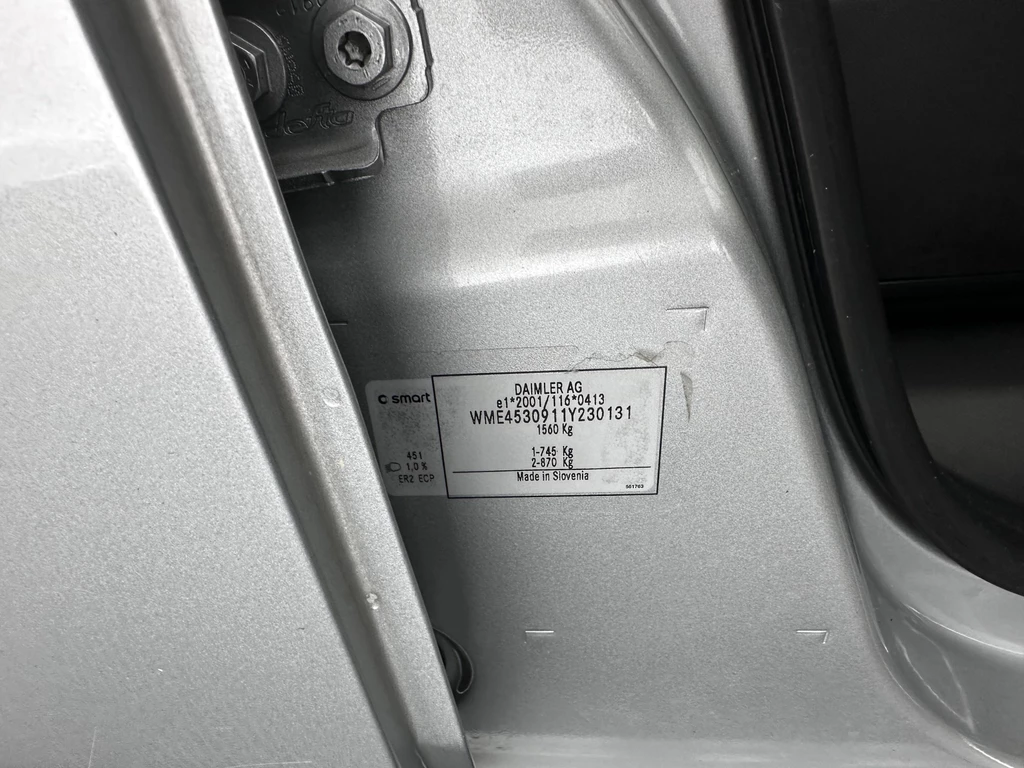 smart
DAIMLER AG
e1*2001/116*0413
WME4530911Y230131
1560 Kg
1-745 Kg
2-870 Kg
Made in Slovenia
451
1,0 %
ER2 ECP